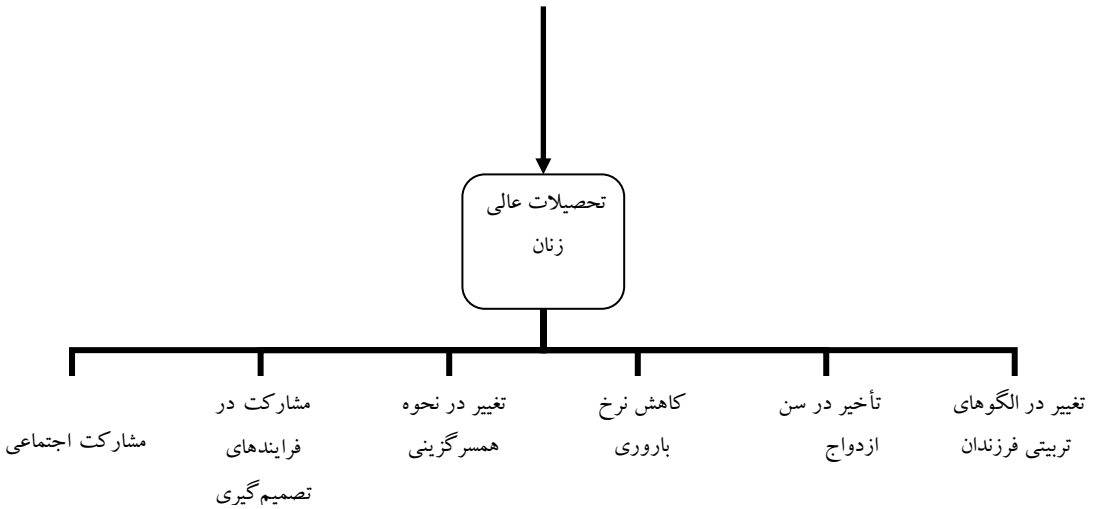 تحصیلات عالی
زنان
تغییر در الگوهای
تربیتی فرزندان
تأخیر در سن
ازدواج
کاهش نرخ
باروری
تغییر در نحوه
همسرگزینی
مشارکت در
فرایندهای
تصمیم‌گیری
مشارکت اجتماعی